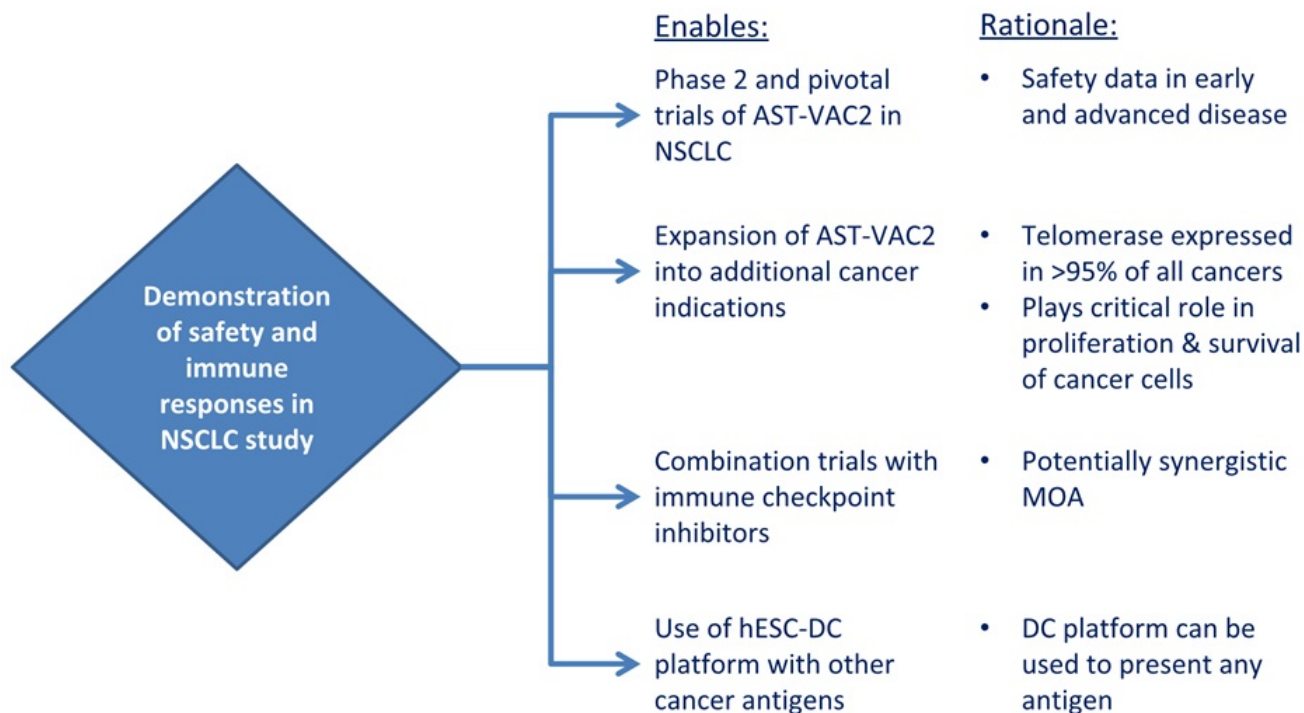 Enables:
Rationale:
Demonstration
of safety and
immune
responses in
NSCLC study
Phase 2 and pivotal
trials of AST-VAC2 in
NSCLC
• Safety data in early
and advanced disease
Expansion of AST-VAC2
into additional cancer
indications
• Telomerase expressed
in >95% of all cancers
• Plays critical role in
proliferation & survival
of cancer cells
Combination trials with
immune checkpoint
inhibitors
• Potentially synergistic
MOA
Use of hESC-DC
platform with other
cancer antigens
• DC platform can be
used to present any
antigen